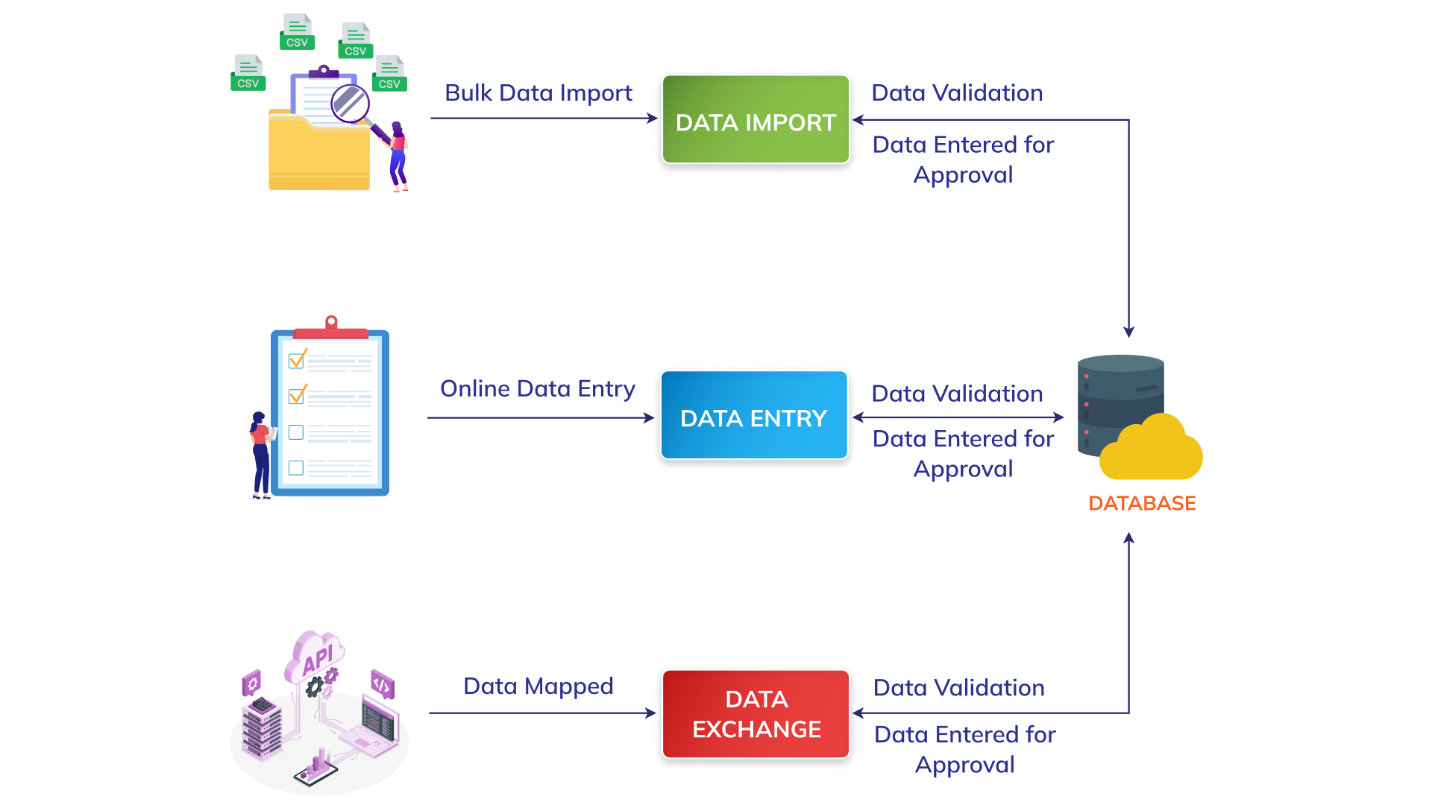 CSV
CSV
CSV
CSV
Bulk Data Import
DATA IMPORT
Data Validation
Data Entered for
Approval
Online Data Entry
DATA ENTRY
Data Validation
Data Entered for
Approval
DATABASE
API
</>
Data Mapped
DATA
EXCHANGE
Data Validation
Data Entered for
Approval